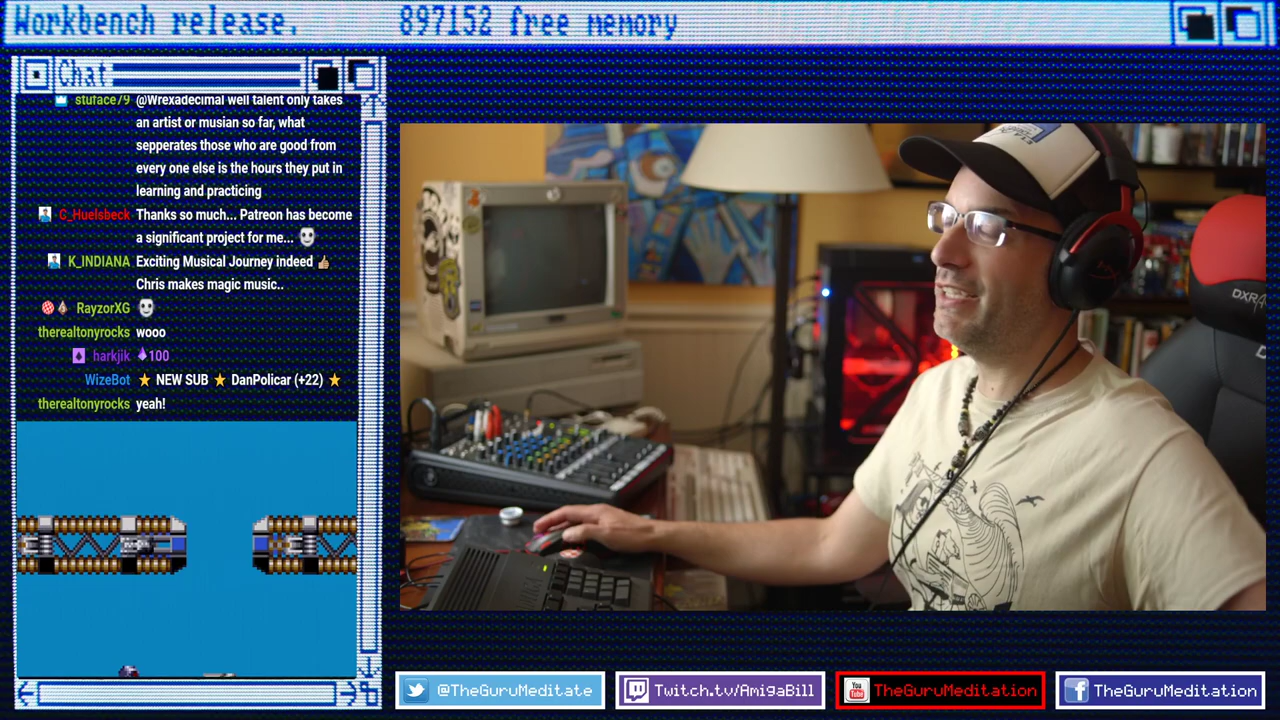 Workbench release. 897152 free memory
Chat
stuface79 @Wrexadecimal well talent only takes
an artist or musian so far, what
sepperates those who are good from
every one else is the hours they put in
learning and practicing
C_Huelsbeck Thanks so much... Patreon has become
a significant project for me...
K_INDIANA Exciting Musical Journey indeed 👍
Chris makes magic music..
RayzorXG
therealtonyrocks wooo
harkjik 100
WizeBot ⭐ NEW SUB ⭐ DanPolicar (+22) ⭐
therealtonyrocks yeah!
DXR
@TheGuruMeditate Twitch.tv/AmigaBill TheGuruMeditation TheGuruMeditation